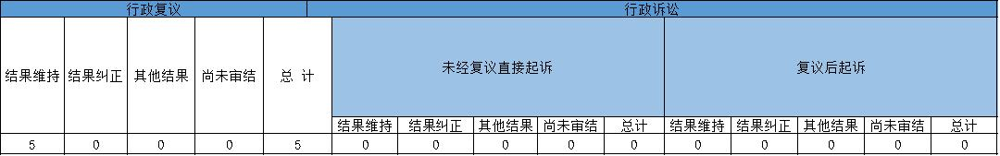 行政复议 行政诉讼
结果维持 结果纠正 其他结果 尚未审结 总 计 未经复议直接起诉 复议后起诉
结果维持 结果纠正 其他结果 尚未审结 总计 结果维持 结果纠正 其他结果 尚未审结 总计
5 0 0 0 5 0 0 0 0 0 0 0 0 0 0